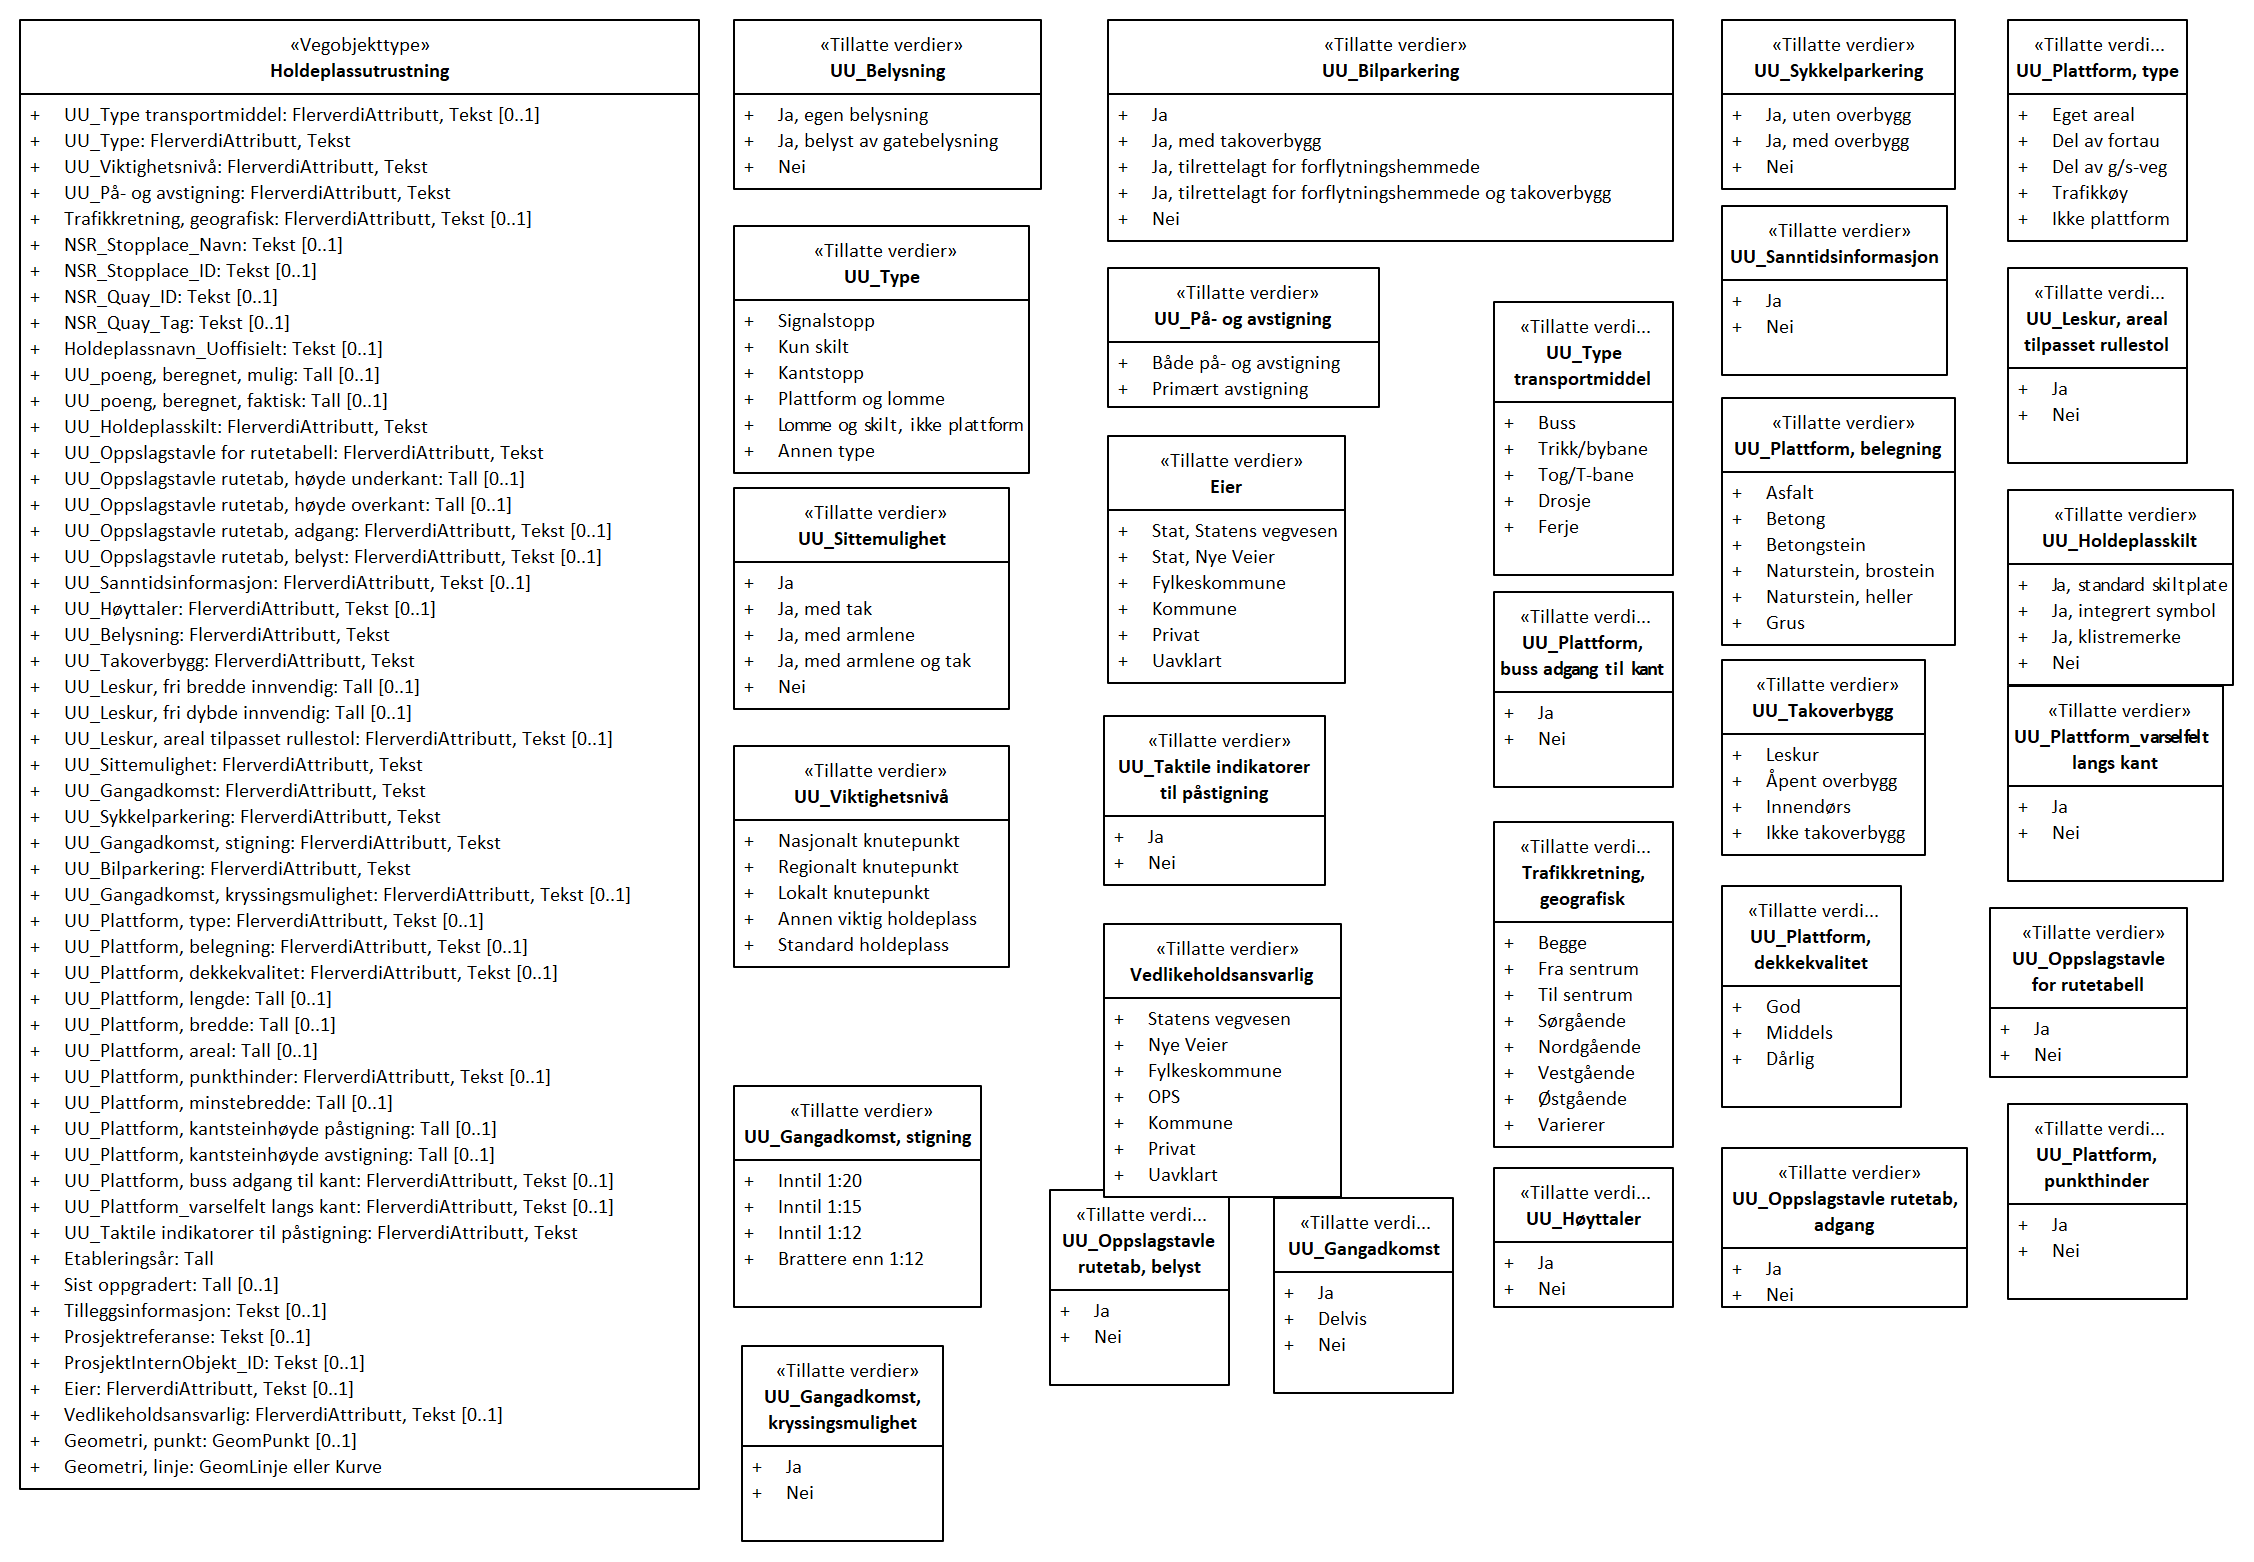 «Vegobjekttype»
Holdeplassutrustning
+ UU_Type transportmiddel: FlerverdiAttributt, Tekst [0..1]
+ UU_Type: FlerverdiAttributt, Tekst
+ UU_Viktighetsnivå: FlerverdiAttributt, Tekst
+ UU_På- og avstigning: FlerverdiAttributt, Tekst
+ Trafikkretning, geografisk: FlerverdiAttributt, Tekst [0..1]
+ NSR_Stopplace_Navn: Tekst [0..1]
+ NSR_Stopplace_ID: Tekst [0..1]
+ NSR_Quay_ID: Tekst [0..1]
+ NSR_Quay_Tag: Tekst [0..1]
+ Holdeplassnavn_Uoffisielt: Tekst [0..1]
+ UU_poeng, beregnet, mulig: Tall [0..1]
+ UU_poeng, beregnet, faktisk: Tall [0..1]
+ UU_Holdeplasskilt: FlerverdiAttributt, Tekst
+ UU_Oppslagstavle for rutetabell: FlerverdiAttributt, Tekst
+ UU_Oppslagstavle rutetab, høyde underkant: Tall [0..1]
+ UU_Oppslagstavle rutetab, høyde overkant: Tall [0..1]
+ UU_Oppslagstavle rutetab, adgang: FlerverdiAttributt, Tekst [0..1]
+ UU_Oppslagstavle rutetab, belyst: FlerverdiAttributt, Tekst [0..1]
+ UU_Sanntidsinformasjon: FlerverdiAttributt, Tekst [0..1]
+ UU_Høyttaler: FlerverdiAttributt, Tekst [0..1]
+ UU_Belysning: FlerverdiAttributt, Tekst
+ UU_Takoverbygg: FlerverdiAttributt, Tekst
+ UU_Leskur, fri bredde innvendig: Tall [0..1]
+ UU_Leskur, fri dybde innvendig: Tall [0..1]
+ UU_Leskur, areal tilpasset rullestol: FlerverdiAttributt, Tekst [0..1]
+ UU_Sittemulighet: FlerverdiAttributt, Tekst
+ UU_Gangadkomst: FlerverdiAttributt, Tekst
+ UU_Sykkelparkering: FlerverdiAttributt, Tekst
+ UU_Gangadkomst, stigning: FlerverdiAttributt, Tekst
+ UU_Bilparkering: FlerverdiAttributt, Tekst
+ UU_Gangadkomst, kryssingsmulighet: FlerverdiAttributt, Tekst [0..1]
+ UU_Plattform, type: FlerverdiAttributt, Tekst [0..1]
+ UU_Plattform, belegning: FlerverdiAttributt, Tekst [0..1]
+ UU_Plattform, dekkekvalitet: FlerverdiAttributt, Tekst [0..1]
+ UU_Plattform, lengde: Tall [0..1]
+ UU_Plattform, bredde: Tall [0..1]
+ UU_Plattform, areal: Tall [0..1]
+ UU_Plattform, punkthinder: FlerverdiAttributt, Tekst [0..1]
+ UU_Plattform, minstebredde: Tall [0..1]
+ UU_Plattform, kantsteinhøyde påstigning: Tall [0..1]
+ UU_Plattform, kantsteinhøyde avstigning: Tall [0..1]
+ UU_Plattform, buss adgang til kant: FlerverdiAttributt, Tekst [0..1]
+ UU_Plattform_varselfelt langs kant: FlerverdiAttributt, Tekst [0..1]
+ UU_Taktile indikatorer til påstigning: FlerverdiAttributt, Tekst
+ Etableringsår: Tall
+ Sist oppgradert: Tall [0..1]
+ Tilleggsinformasjon: Tekst [0..1]
+ Prosjektreferanse: Tekst [0..1]
+ ProsjektInternObjekt_ID: Tekst [0..1]
+ Eier: FlerverdiAttributt, Tekst [0..1]
+ Vedlikeholdsansvarlig: FlerverdiAttributt, Tekst [0..1]
+ Geometri, punkt: GeomPunkt [0..1]
+ Geometri, linje: GeomLinje eller Kurve
«Tillatte verdier»
UU_Belysning
+ Ja, egen belysning
+ Ja, belyst av gatebelysning
+ Nei
«Tillatte verdier»
UU_Type
+ Signalstopp
+ Kun skilt
+ Kantstopp
+ Plattform og lomme
+ Lomme og skilt, ikke plattform
+ Annen type
«Tillatte verdier»
UU_Sittemulighet
+ Ja
+ Ja, med tak
+ Ja, med armlene
+ Ja, med armlene og tak
+ Nei
«Tillatte verdier»
UU_Viktighetsnivå
+ Nasjonalt knutepunkt
+ Regionalt knutepunkt
+ Lokalt knutepunkt
+ Annen viktig holdeplass
+ Standard holdeplass
«Tillatte verdier»
UU_Gangadkomst, stigning
+ Inntil 1:20
+ Inntil 1:15
+ Inntil 1:12
+ Brattere enn 1:12
«Tillatte verdier»
UU_Gangadkomst,
kryssingsmulighet
+ Ja
+ Nei
«Tillatte verdier»
UU_Bilparkering
+ Ja
+ Ja, med takoverbygg
+ Ja, tilrettelagt for forflytningshemmede
+ Ja, tilrettelagt for forflytningshemmede og takoverbygg
+ Nei
«Tillatte verdier»
UU_På- og avstigning
+ Både på- og avstigning
+ Primært avstigning
«Tillatte verdier»
Eier
+ Stat, Statens vegvesen
+ Stat, Nye Veier
+ Fylkeskommune
+ Kommune
+ Privat
+ Uavklart
«Tillatte verdier»
UU_Taktile indikatorer
til påstigning
+ Ja
+ Nei
«Tillatte verdier»
Vedlikeholdsansvarlig
+ Statens vegvesen
+ Nye Veier
+ Fylkeskommune
+ OPS
+ Kommune
+ Privat
+ Uavklart
«Tillatte verdi...
UU_Oppslagstavle
rutetab, belyst
+ Ja
+ Nei
«Tillatte verdi...
UU_Gangadkomst
+ Ja
+ Delvis
+ Nei
«Tillatte verdi...
UU_Type
transportmiddel
+ Buss
+ Trikk/bybane
+ Tog/T-bane
+ Drosje
+ Ferje
«Tillatte verdi...
UU_Plattform,
buss adgang til kant
+ Ja
+ Nei
«Tillatte verdi...
Trafikkretning,
geografisk
+ Begge
+ Fra sentrum
+ Til sentrum
+ Sørgående
+ Nordgående
+ Vestgående
+ Østgående
+ Varierer
«Tillatte verdi...
UU_Høyttaler
+ Ja
+ Nei
«Tillatte verdier»
UU_Sykkelparkering
+ Ja, uten overbygg
+ Ja, med overbygg
+ Nei
«Tillatte verdier»
UU_Sanntidsinformasjon
+ Ja
+ Nei
«Tillatte verdier»
UU_Plattform, belegning
+ Asfalt
+ Betong
+ Betongstein
+ Naturstein, brostein
+ Naturstein, heller
+ Grus
«Tillatte verdier»
UU_Takoverbygg
+ Leskur
+ Åpent overbygg
+ Innendørs
+ Ikke takoverbygg
«Tillatte verdi...
UU_Plattform,
dekkekvalitet
+ God
+ Middels
+ Dårlig
«Tillatte verdier»
UU_Oppslagstavle rutetab,
adgang
+ Ja
+ Nei
«Tillatte verdi...
UU_Plattform, type
+ Eget areal
+ Del av fortau
+ Del av g/s-veg
+ Trafikkøy
+ Ikke plattform
«Tillatte verdi...
UU_Leskur, areal
tilpasset rullestol
+ Ja
+ Nei
«Tillatte verdier»
UU_Holdeplasskilt
+ Ja, standard skiltplate
+ Ja, integrert symbol
+ Ja, klistremerke
+ Nei
«Tillatte verdier»
UU_Plattform_varselfelt
langs kant
+ Ja
+ Nei
«Tillatte verdier»
UU_Oppslagstavle
for rutetabell
+ Ja
+ Nei
«Tillatte verdi...
UU_Plattform,
punkthinder
+ Ja
+ Nei